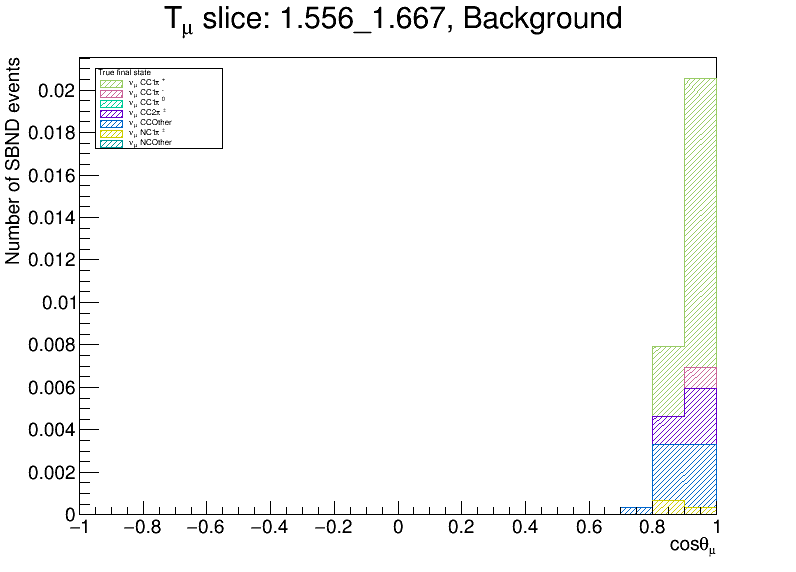 Tμ slice: 1.556_1.667, Background
Number of SBND events
True final state
νμ CC1π +
νμ CC1π -
νμ CC1π 0
νμ CC2π ±
νμ CCOther
νμ NC1π ±
νμ NCOther
0.02
0.018
0.016
0.014
0.012
0.01
0.008
0.006
0.004
0.002
0
−1 −0.8 −0.6 −0.4 −0.2 0 0.2 0.4 0.6 0.8 1
cosθμ